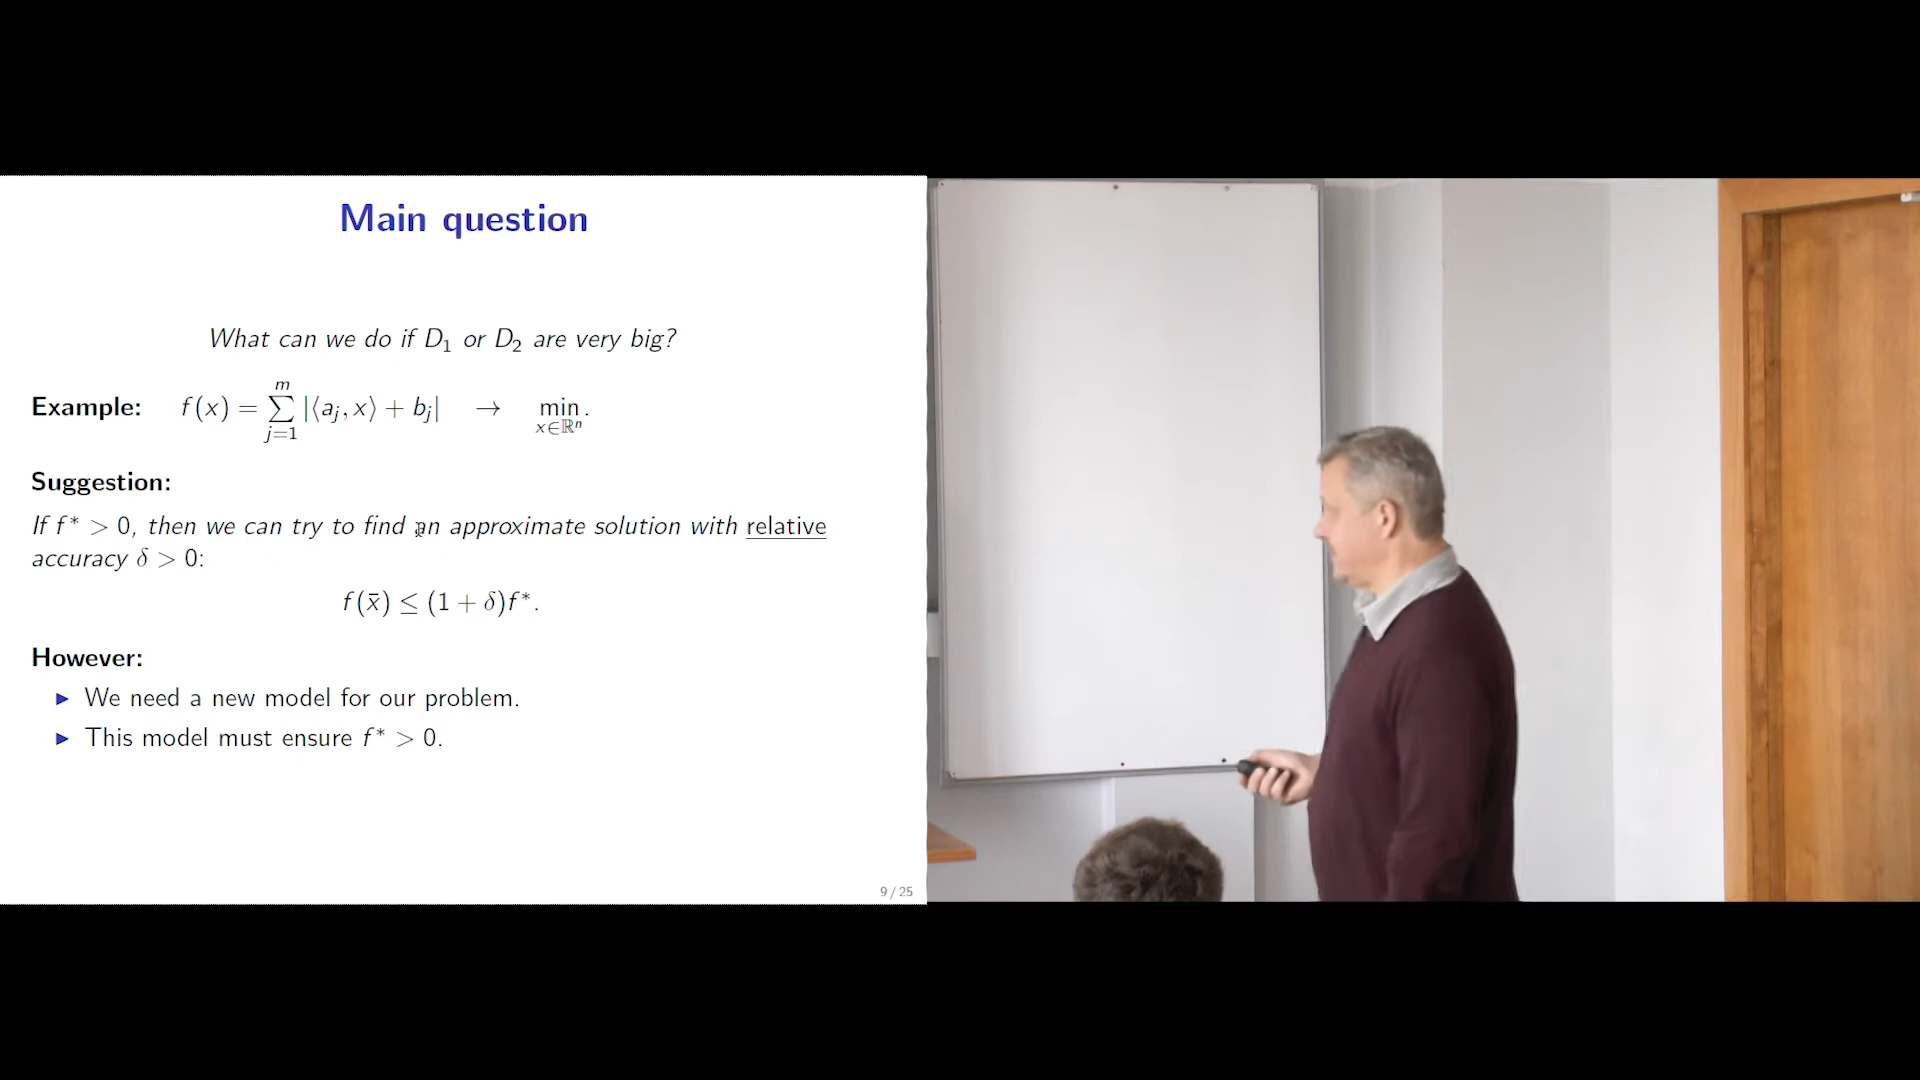 Main question
What can we do if D₁ or D₂ are very big?
Example: f(x) = ∑_{j=1}^{m} |⟨a_j, x⟩ + b_j| → min_{x∈ℝⁿ}.
Suggestion:
If f* > 0, then we can try to find an approximate solution with relative
accuracy δ > 0:
f(x̄) ≤ (1 + δ)f*.
However:
▶ We need a new model for our problem.
▶ This model must ensure f* > 0.
9 / 25